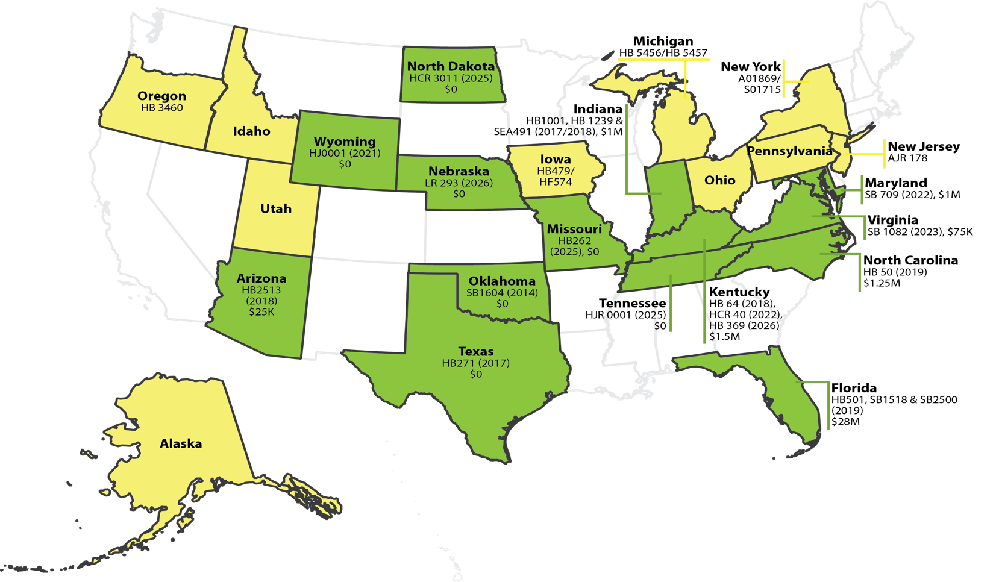 Michigan
HB 5456/HB 5457
New York
A01869/
S01715
North Dakota
HCR 3011 (2025)
$0
Oregon
HB 3460
Idaho
Indiana
HB1001, HB 1239 &
SEA491 (2017/2018), $1M
Wyoming
HJ0001 (2021)
$0
Pennsylvania
New Jersey
AJR 178
Iowa
HB479/
HF574
Nebraska
LR 293 (2026)
$0
Ohio
Maryland
SB 709 (2022), $1M
Utah
Missouri
HB262
(2025), $0
Virginia
SB 1082 (2023), $75K
North Carolina
HB 50 (2019)
$1.25M
Arizona
HB2513
(2018)
$25K
Oklahoma
SB1604 (2014)
$0
Tennessee
HJR 0001 (2025)
$0
Kentucky
HB 64 (2018),
HCR 40 (2022),
HB 369 (2026)
$1.5M
Texas
HB271 (2017)
$0
Florida
HB501, SB1518 & SB2500
(2019)
$28M
Alaska